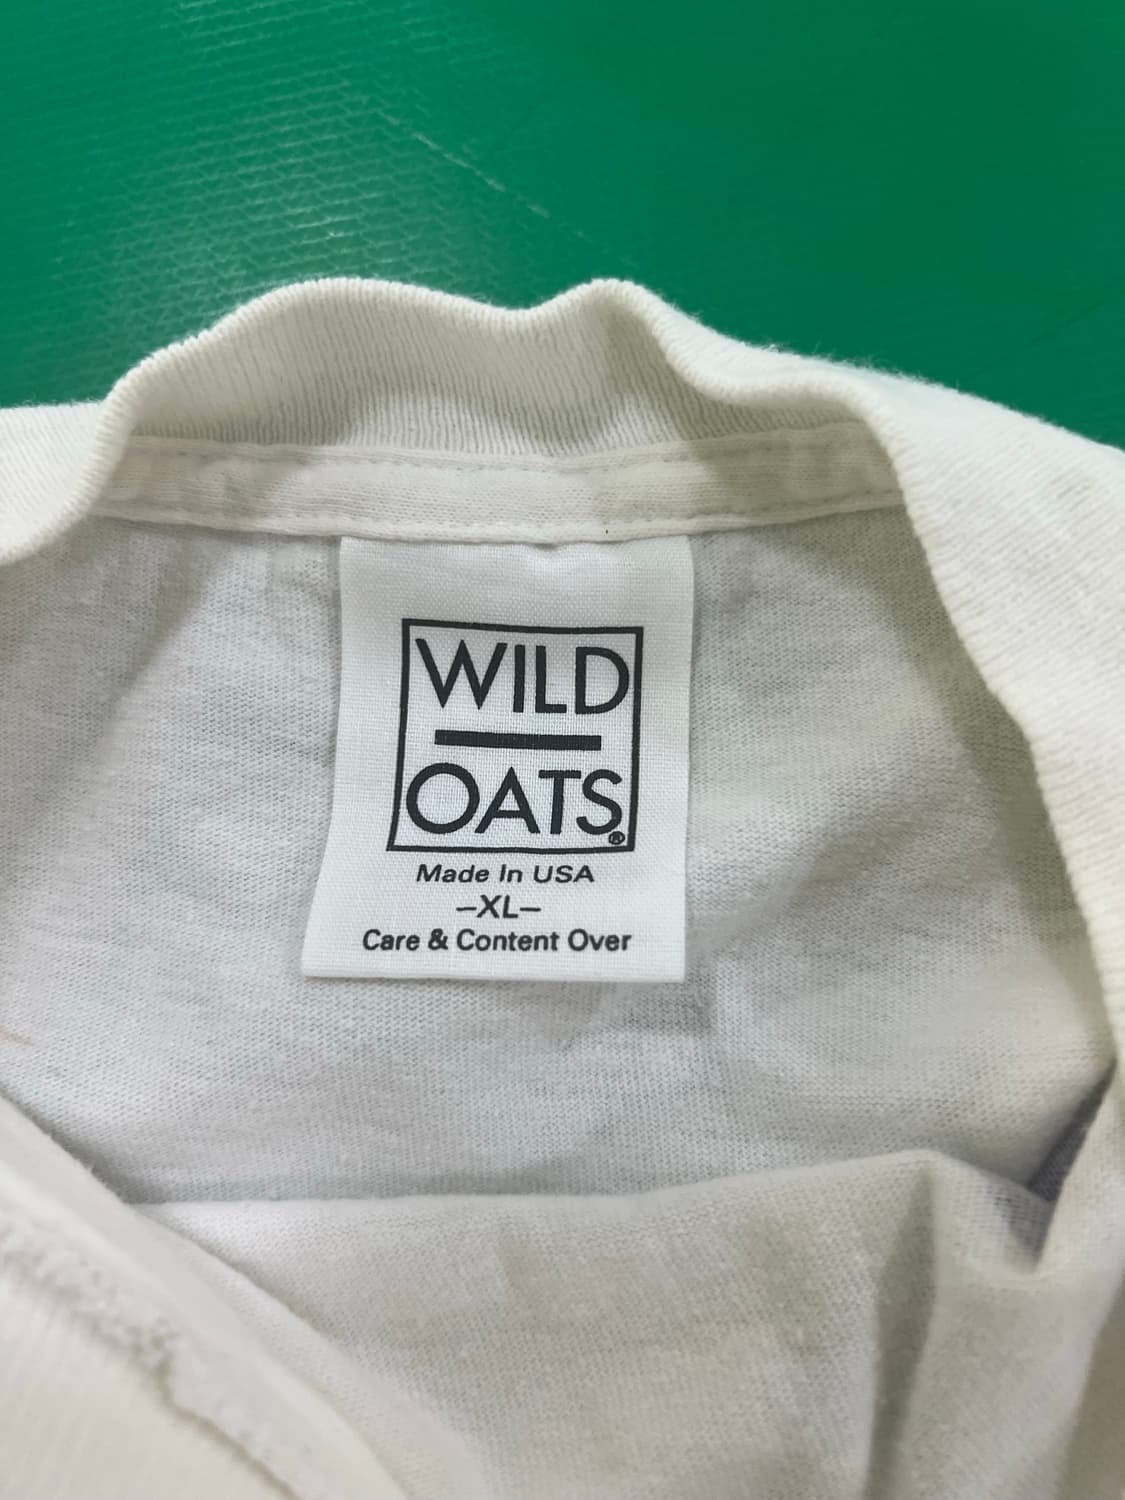 WILD
OATS®
Made In USA
–XL–
Care & Content Over